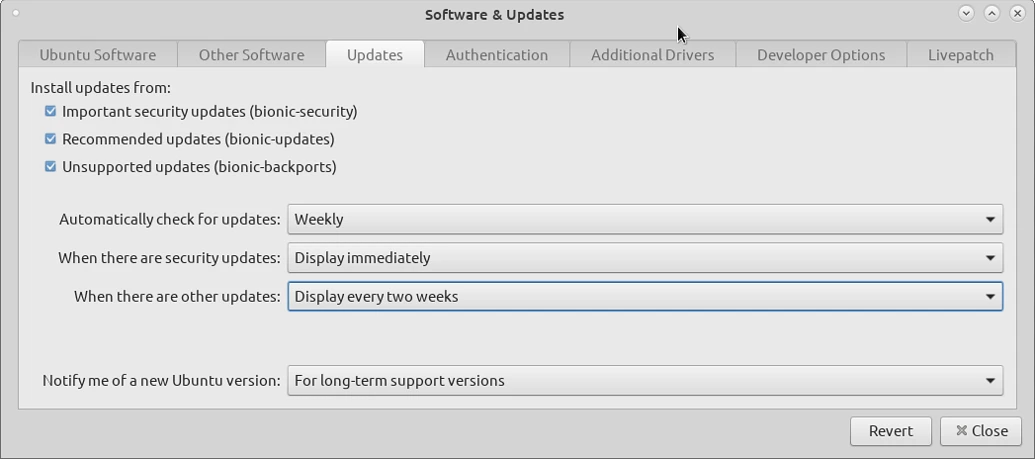 Software & Updates
Ubuntu Software Other Software Updates Authentication Additional Drivers Developer Options Livepatch
Install updates from:
Important security updates (bionic-security)
Recommended updates (bionic-updates)
Unsupported updates (bionic-backports)
Automatically check for updates: Weekly
When there are security updates: Display immediately
When there are other updates: Display every two weeks
Notify me of a new Ubuntu version: For long-term support versions
Revert Close